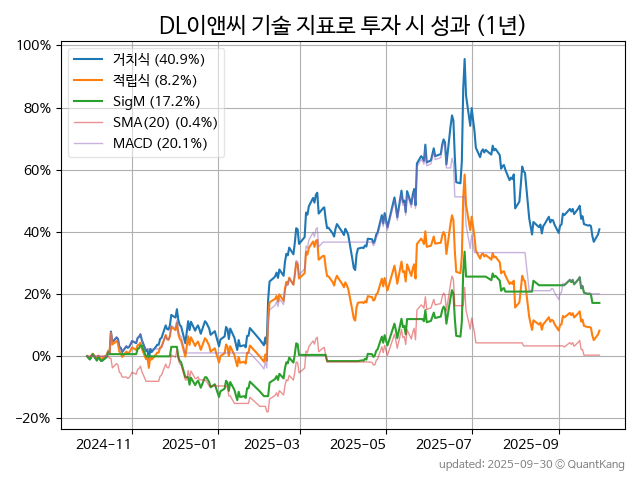 DL이앤씨 기술 지표로 투자 시 성과 (1년)
거치식 (40.9%)
적립식 (8.2%)
SigM (17.2%)
SMA(20) (0.4%)
MACD (20.1%)
100%
80%
60%
40%
20%
0%
−20%
2024-11
2025-01
2025-03
2025-05
2025-07
2025-09
updated: 2025-09-30 © QuantKang